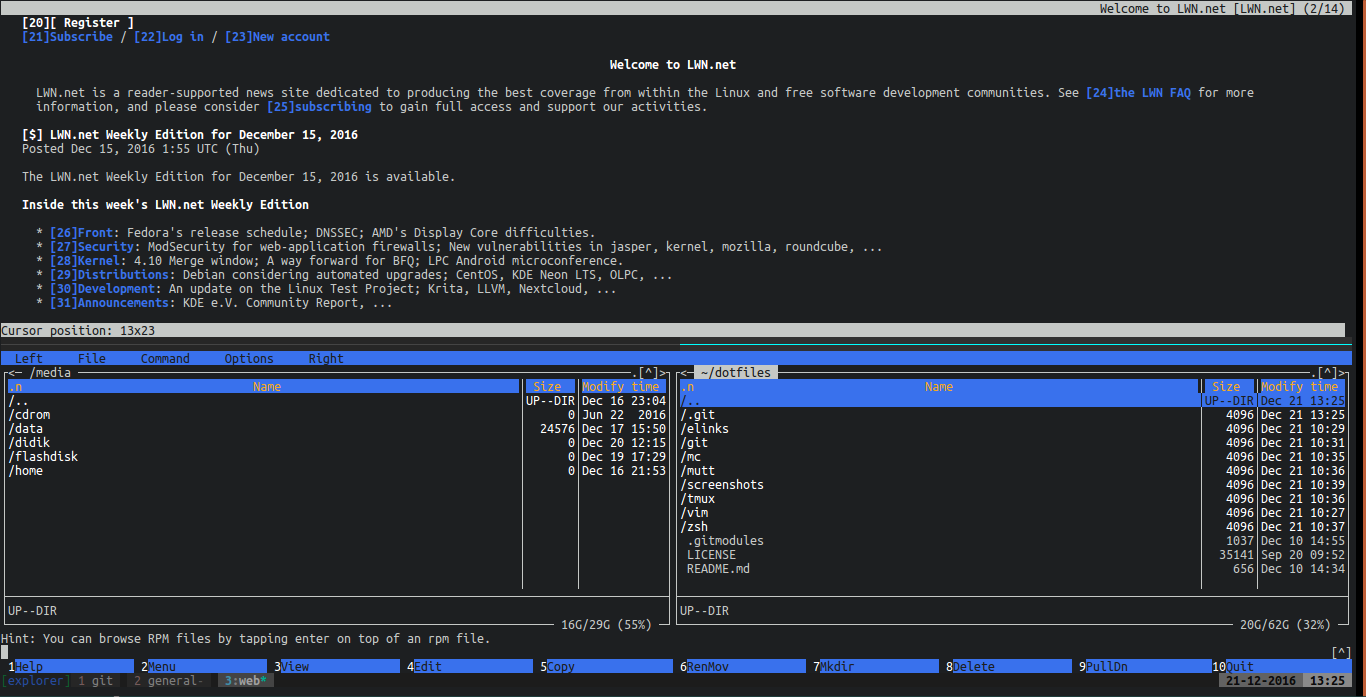 Welcome to LWN.net [LWN.net] (2/14)
[20][ Register ]
[21]Subscribe / [22]Log in / [23]New account
Welcome to LWN.net
LWN.net is a reader-supported news site dedicated to producing the best coverage from within the Linux and free software development communities. See [24]the LWN FAQ for more
information, and please consider [25]subscribing to gain full access and support our activities.
[$] LWN.net Weekly Edition for December 15, 2016
Posted Dec 15, 2016 1:55 UTC (Thu)
The LWN.net Weekly Edition for December 15, 2016 is available.
Inside this week's LWN.net Weekly Edition
* [26]Front: Fedora's release schedule; DNSSEC; AMD's Display Core difficulties.
* [27]Security: ModSecurity for web-application firewalls; New vulnerabilities in jasper, kernel, mozilla, roundcube, ...
* [28]Kernel: 4.10 Merge window; A way forward for BFQ; LPC Android microconference.
* [29]Distributions: Debian considering automated upgrades; CentOS, KDE Neon LTS, OLPC, ...
* [30]Development: An update on the Linux Test Project; Krita, LLVM, Nextcloud, ...
* [31]Announcements: KDE e.V. Community Report, ...
Cursor position: 13x23
Left File Command Options Right
<─ /media .[^]>
.n Name Size Modify time
/.. UP--DIR Dec 16 23:04
/cdrom 0 Jun 22 2016
/data 24576 Dec 17 15:50
/didik 0 Dec 20 12:15
/flashdisk 0 Dec 19 17:29
/home 0 Dec 16 21:53
UP--DIR
16G/29G (55%)
<─ ~/dotfiles .[^]>
.n Name Size Modify time
/.. UP--DIR Dec 21 13:25
/.git 4096 Dec 21 13:25
/elinks 4096 Dec 21 10:29
/git 4096 Dec 21 10:31
/mc 4096 Dec 21 10:35
/mutt 4096 Dec 21 10:36
/screenshots 4096 Dec 21 10:39
/tmux 4096 Dec 21 10:36
/vim 4096 Dec 21 10:27
/zsh 4096 Dec 21 10:37
.gitmodules 1037 Dec 10 14:55
LICENSE 35141 Sep 20 09:52
README.md 656 Dec 10 14:34
UP--DIR
20G/62G (32%)
Hint: You can browse RPM files by tapping enter on top of an rpm file.
[^]
1Help 2Menu 3View 4Edit 5Copy 6RenMov 7Mkdir 8Delete 9PullDn 10Quit
[explorer] 1 git 2 general- 3:web* 21-12-2016 13:25